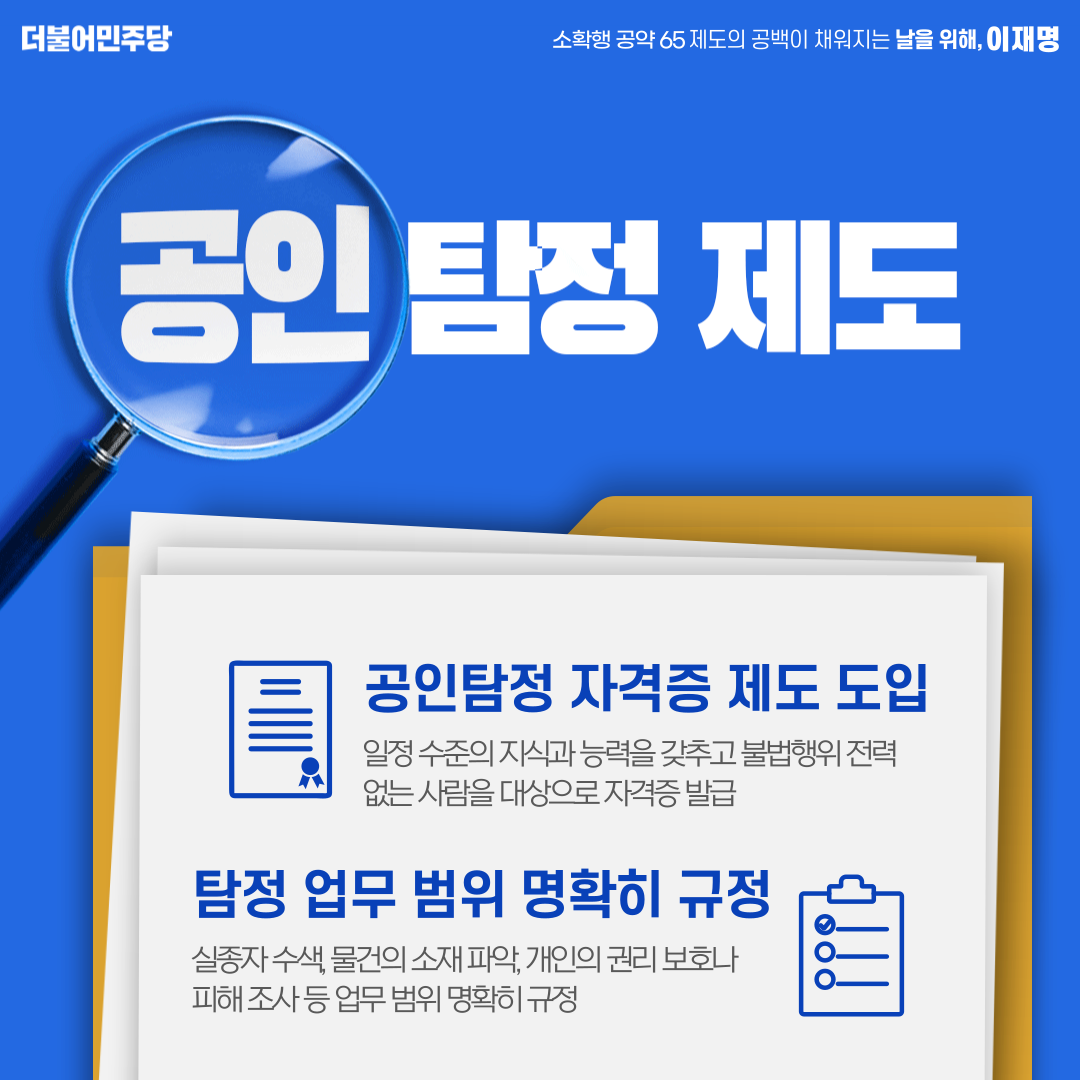 더불어민주당
소확행 공약 65 제도의 공백이 채워지는 날을 위해, 이재명
공인탐정 제도
공인탐정 자격증 제도 도입
일정 수준의 지식과 능력을 갖추고 불법행위 전력
없는 사람을 대상으로 자격증 발급
탐정 업무 범위 명확히 규정
실종자 수색, 물건의 소재 파악, 개인의 권리 보호나
피해 조사 등 업무 범위 명확히 규정